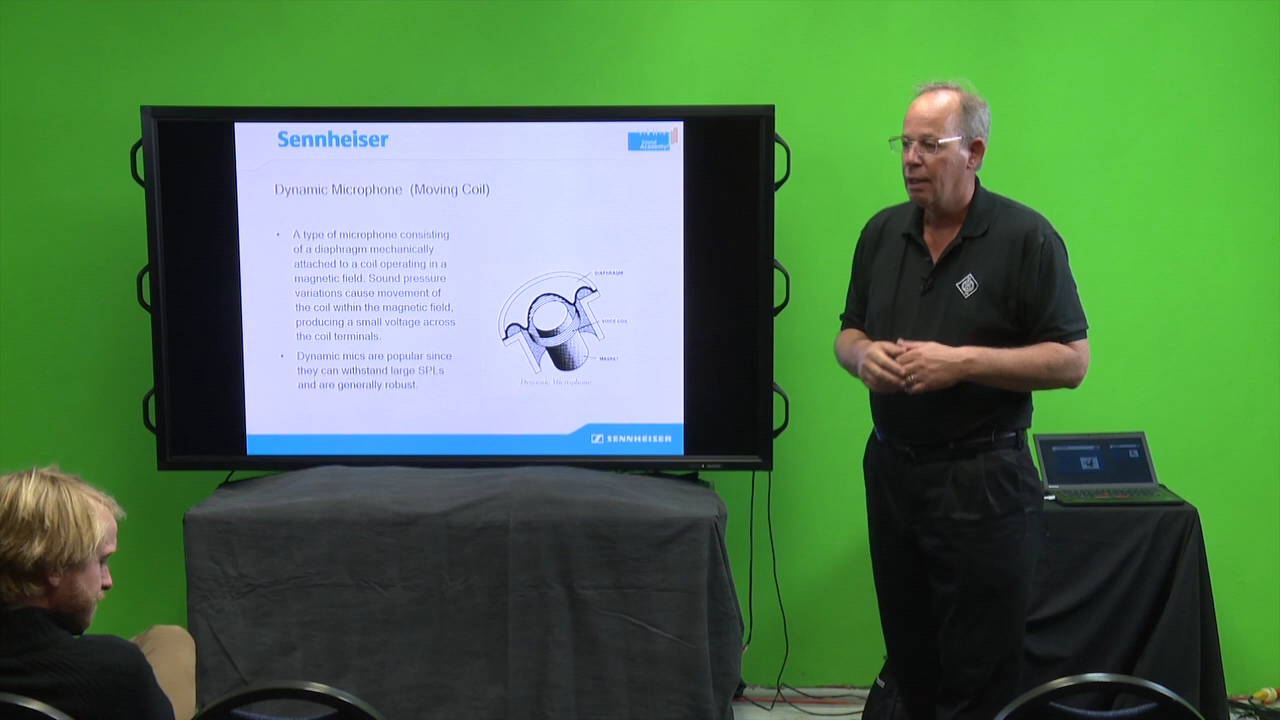 Sennheiser
Sound
Academy
Dynamic Microphone (Moving Coil)
• A type of microphone consisting
of a diaphragm mechanically
attached to a coil operating in a
magnetic field. Sound pressure
variations cause movement of
the coil within the magnetic field,
producing a small voltage across
the coil terminals.
• Dynamic mics are popular since
they can withstand large SPLs
and are generally robust.
DIAPHRAGM
VOICE COIL
MAGNET
Dynamic Microphone
SENNHEISER